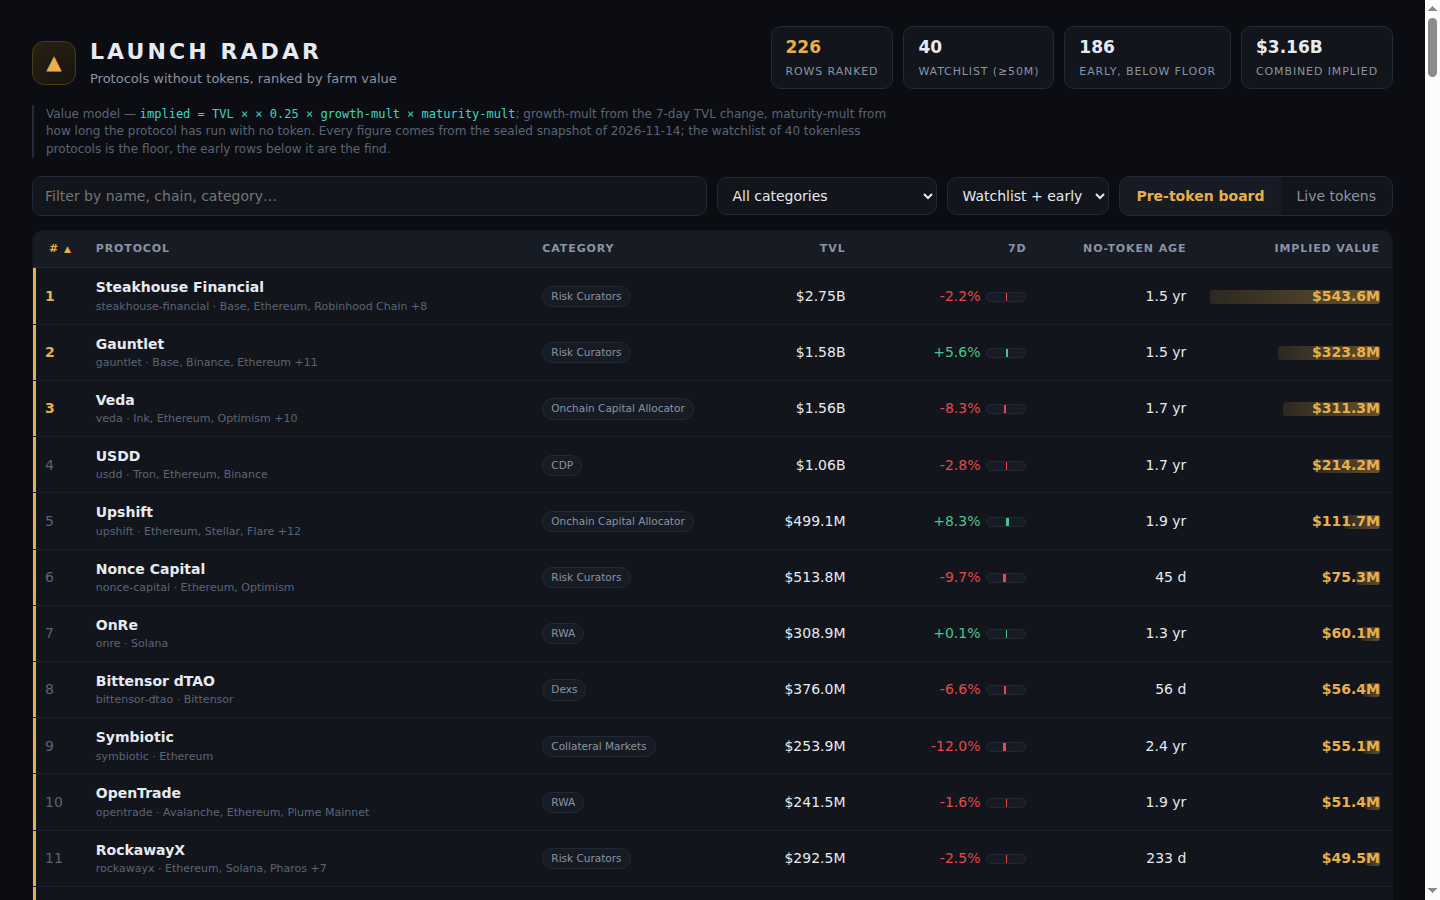 ▲
LAUNCH RADAR
Protocols without tokens, ranked by farm value
226
ROWS RANKED
40
WATCHLIST (≥50M)
186
EARLY, BELOW FLOOR
$3.16B
COMBINED IMPLIED
Value model — implied = TVL × × 0.25 × growth-mult × maturity-mult; growth-mult from the 7-day TVL change, maturity-mult from
how long the protocol has run with no token. Every figure comes from the sealed snapshot of 2026-11-14; the watchlist of 40 tokenless
protocols is the floor, the early rows below it are the find.
Filter by name, chain, category…
All categories
Watchlist + early
Pre-token board
Live tokens
# ▲ PROTOCOL CATEGORY TVL 7D NO-TOKEN AGE IMPLIED VALUE
1 Steakhouse Financial Risk Curators $2.75B -2.2% 1.5 yr $543.6M
steakhouse-financial · Base, Ethereum, Robinhood Chain +8
2 Gauntlet Risk Curators $1.58B +5.6% 1.5 yr $323.8M
gauntlet · Base, Binance, Ethereum +11
3 Veda Onchain Capital Allocator $1.56B -8.3% 1.7 yr $311.3M
veda · Ink, Ethereum, Optimism +10
4 USDD CDP $1.06B -2.8% 1.7 yr $214.2M
usdd · Tron, Ethereum, Binance
5 Upshift Onchain Capital Allocator $499.1M +8.3% 1.9 yr $111.7M
upshift · Ethereum, Stellar, Flare +12
6 Nonce Capital Risk Curators $513.8M -9.7% 45 d $75.3M
nonce-capital · Ethereum, Optimism
7 OnRe RWA $308.9M +0.1% 1.3 yr $60.1M
onre · Solana
8 Bittensor dTAO Dexs $376.0M -6.6% 56 d $56.4M
bittensor-dtao · Bittensor
9 Symbiotic Collateral Markets $253.9M -12.0% 2.4 yr $55.1M
symbiotic · Ethereum
10 OpenTrade RWA $241.5M -1.6% 1.9 yr $51.4M
opentrade · Avalanche, Ethereum, Plume Mainnet
11 RockawayX Risk Curators $292.5M -2.5% 233 d $49.5M
rockawayx · Ethereum, Solana, Pharos +7